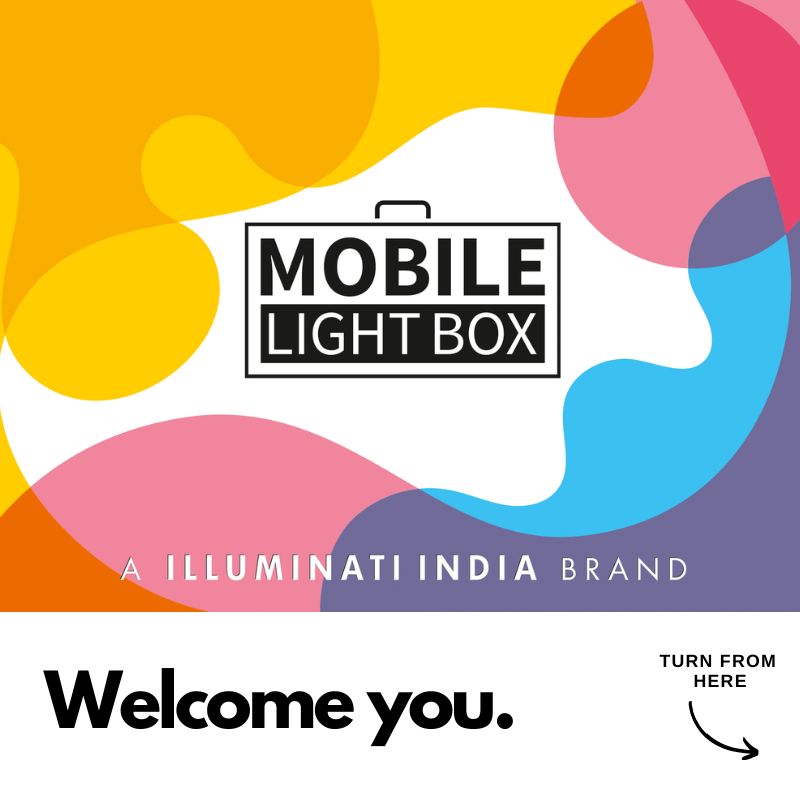 MOBILE
LIGHT BOX
A ILLUMINATI INDIA BRAND
Welcome you.
TURN FROM
HERE